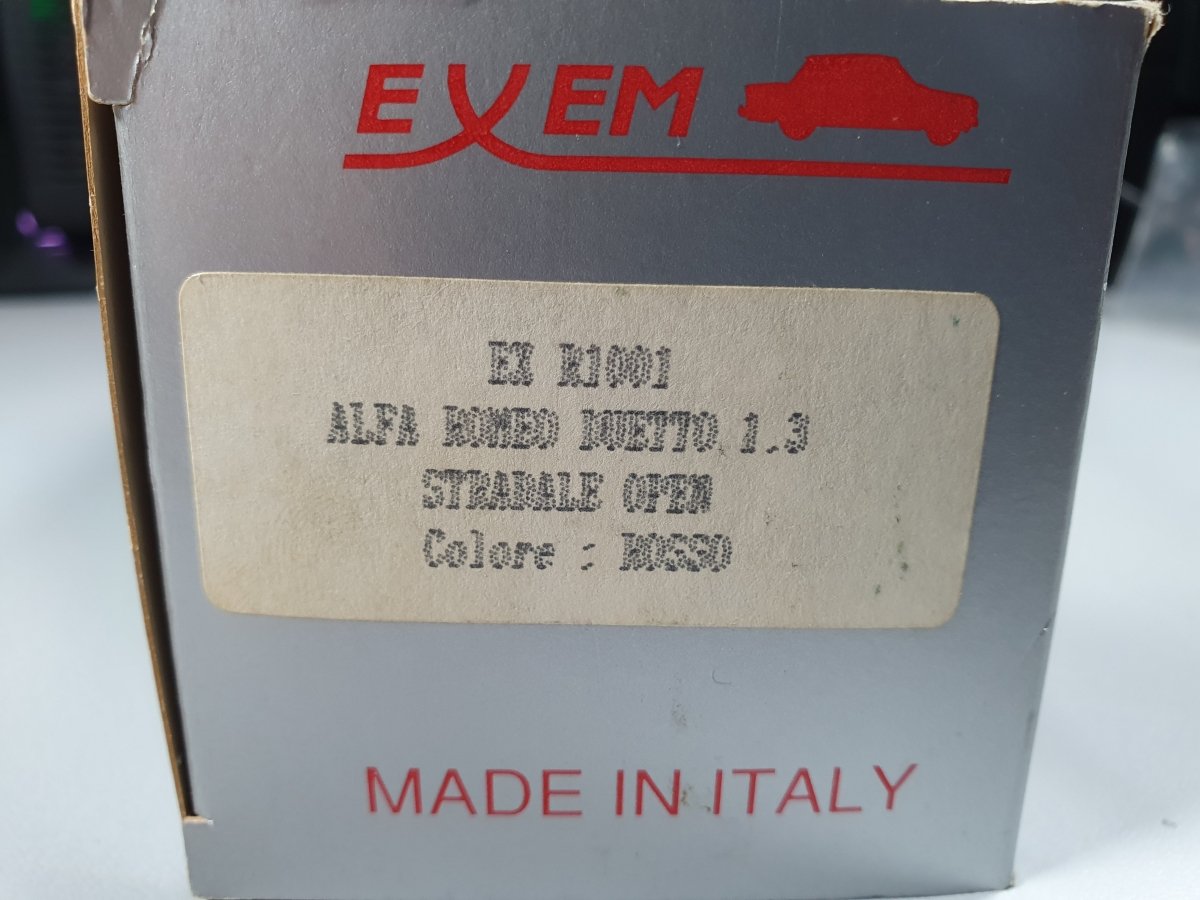 EXEM
EX R1001
ALFA ROMEO DUETTO 1.3
STRADALE OPEN
Colore : ROSSO
MADE IN ITALY